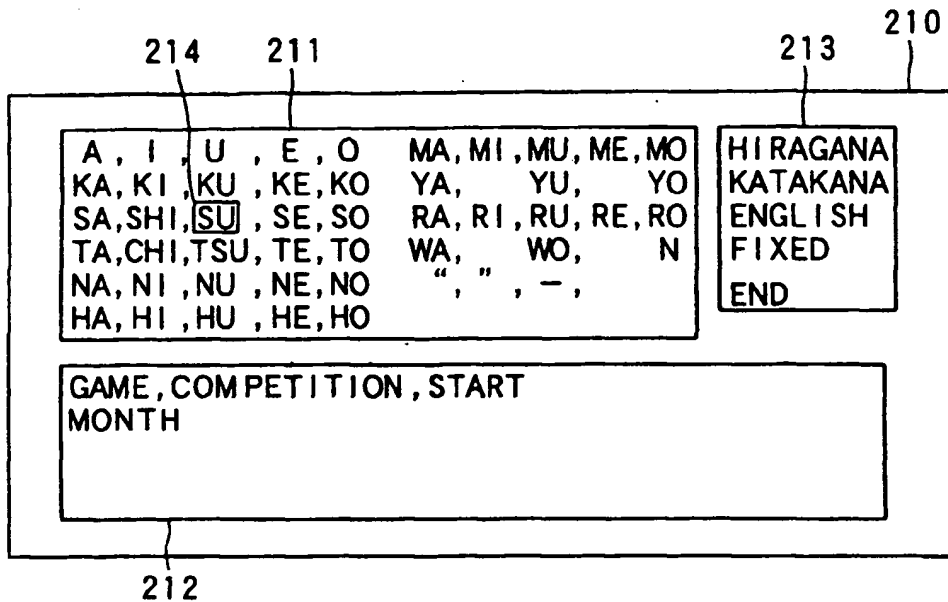 210
214 211 213
A, I, U, E, O MA, MI, MU, ME, MO
KA, KI, KU, KE, KO YA, YU, YO
SA, SHI, SU, SE, SO RA, RI, RU, RE, RO
TA, CHI, TSU, TE, TO WA, WO, N
NA, NI, NU, NE, NO “, ”, －,
HA, HI, HU, HE, HO
HIRAGANA
KATAKANA
ENGLISH
FIXED
END
GAME, COMPETITION, START
MONTH
212